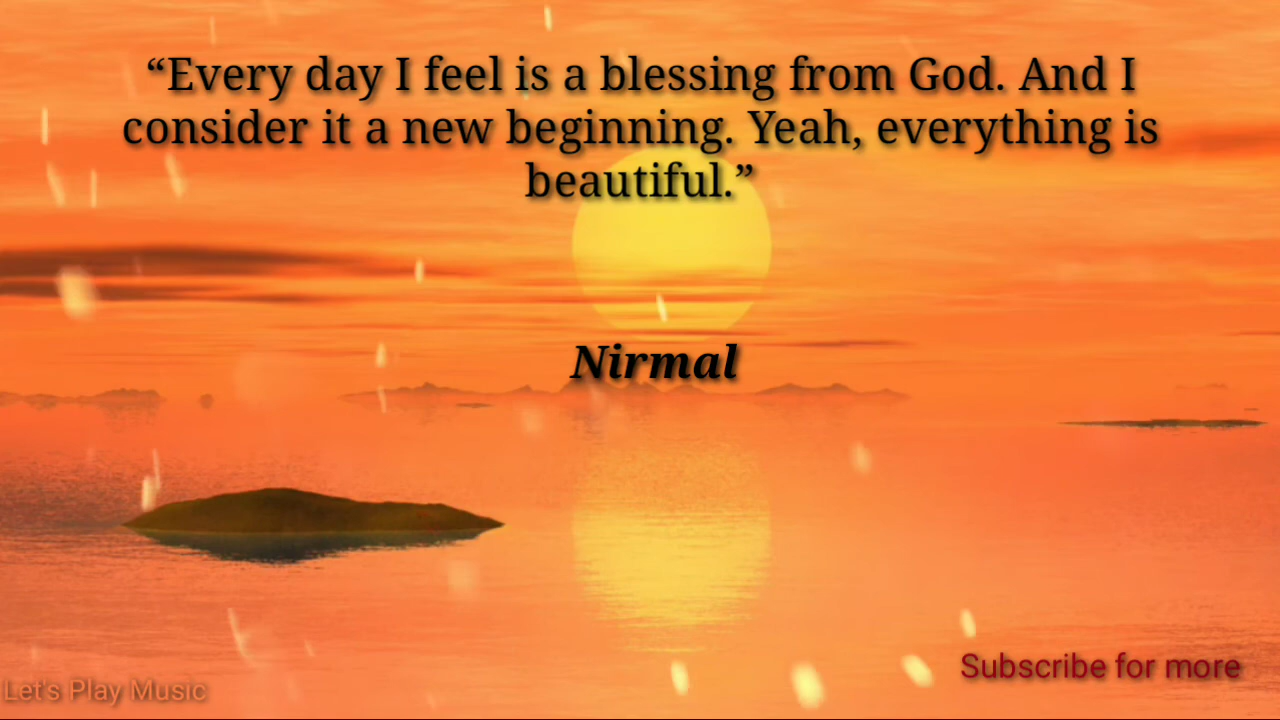 “Every day I feel is a blessing from God. And I
consider it a new beginning. Yeah, everything is
beautiful.”
Nirmal
Subscribe for more
Let's Play Music